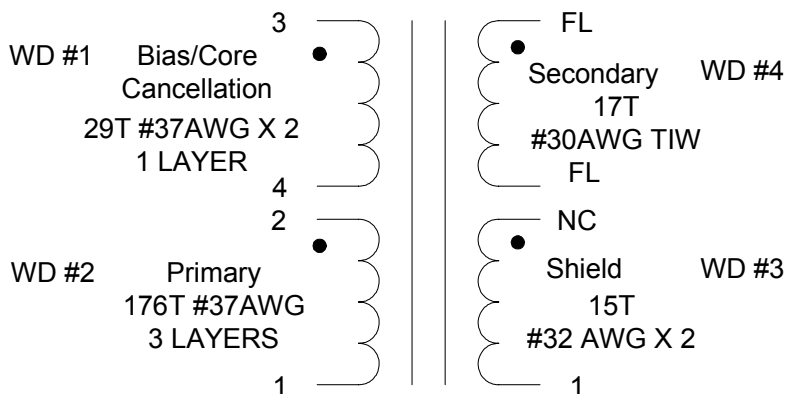 3
WD #1
Bias/Core
Cancellation
29T #37AWG X 2
1 LAYER
4
FL
Secondary
WD #4
17T
#30AWG TIW
FL
2
WD #2
Primary
176T #37AWG
3 LAYERS
1
NC
Shield
WD #3
15T
#32 AWG X 2
1